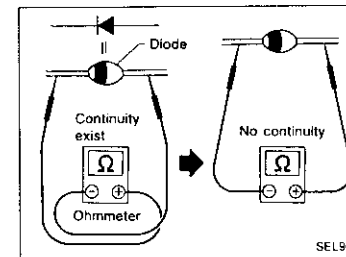 Diode
Continuity
exist
Ω
⊖ ⊕
Ohmmeter
No continuity
Ω
⊖ ⊕
SEL9